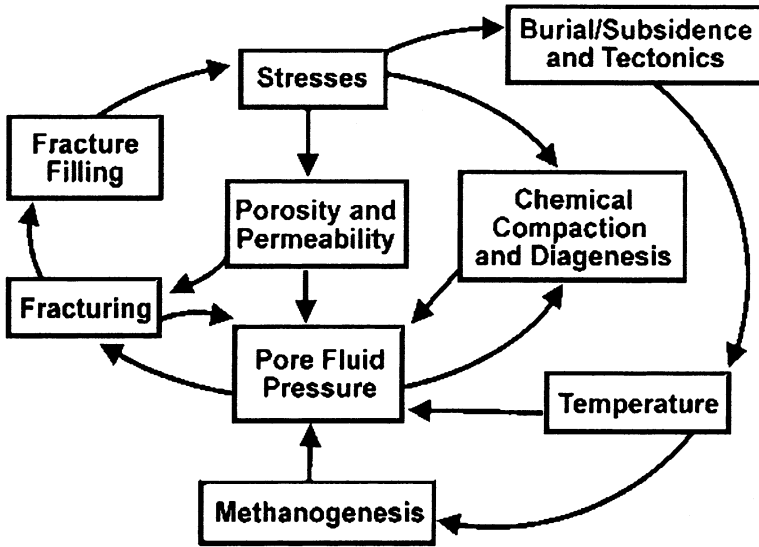 Burial/Subsidence
and Tectonics
Stresses
Fracture
Filling
Porosity and
Permeability
Chemical
Compaction
and Diagenesis
Fracturing
Pore Fluid
Pressure
Temperature
Methanogenesis